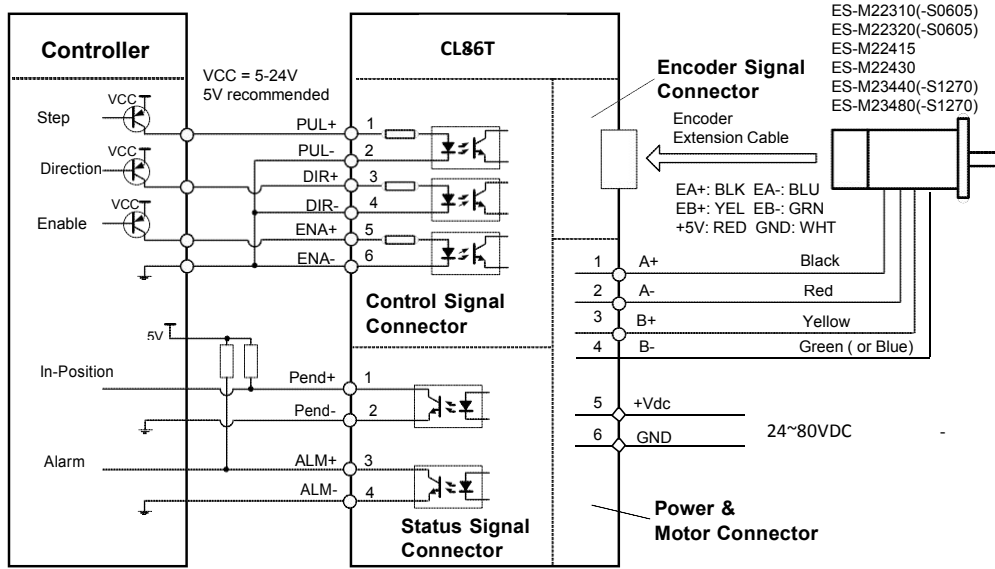 Controller
VCC = 5-24V
5V recommended
VCC
Step
VCC
Direction
VCC
Enable
5V
In-Position
Alarm
CL86T
PUL+ 1
PUL- 2
DIR+ 3
DIR- 4
ENA+ 5
ENA- 6
Control Signal
Connector
Pend+ 1
Pend- 2
ALM+ 3
ALM- 4
Status Signal
Connector
Encoder Signal
Connector
Encoder
Extension Cable
ES-M22310(-S0605)
ES-M22320(-S0605)
ES-M22415
ES-M22430
ES-M23440(-S1270)
ES-M23480(-S1270)
EA+: BLK EA-: BLU
EB+: YEL EB-: GRN
+5V: RED GND: WHT
1 A+ Black
2 A- Red
3 B+ Yellow
4 B- Green ( or Blue)
5 +Vdc
6 GND
24~80VDC -
Power &
Motor Connector